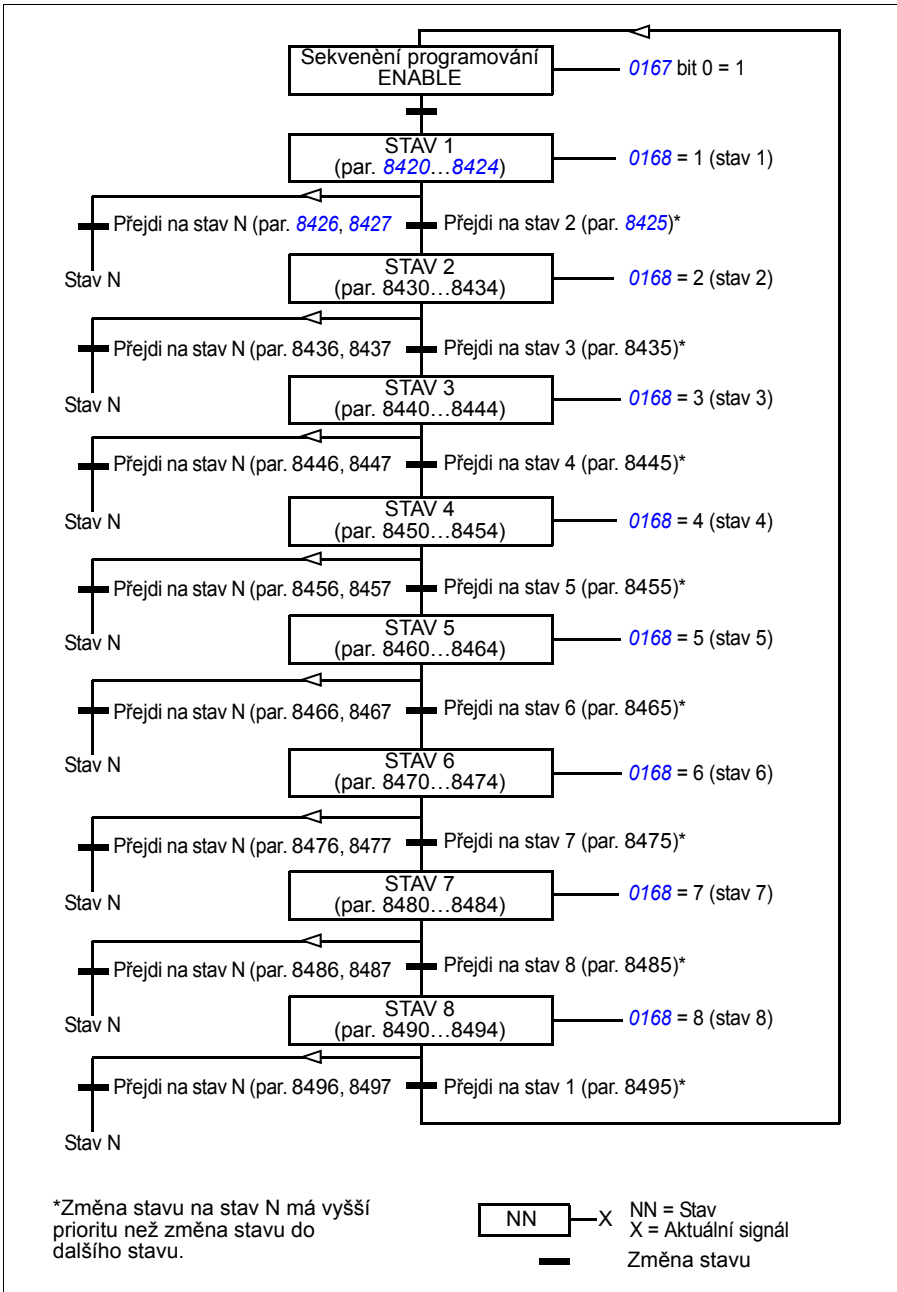 Sekvenèní programování
ENABLE
0167 bit 0 = 1
STAV 1
(par. 8420…8424)
0168 = 1 (stav 1)
Přejdi na stav N (par. 8426, 8427
Přejdi na stav 2 (par. 8425)*
Stav N
STAV 2
(par. 8430…8434)
0168 = 2 (stav 2)
Přejdi na stav N (par. 8436, 8437
Přejdi na stav 3 (par. 8435)*
Stav N
STAV 3
(par. 8440…8444)
0168 = 3 (stav 3)
Přejdi na stav N (par. 8446, 8447
Přejdi na stav 4 (par. 8445)*
Stav N
STAV 4
(par. 8450…8454)
0168 = 4 (stav 4)
Přejdi na stav N (par. 8456, 8457
Přejdi na stav 5 (par. 8455)*
Stav N
STAV 5
(par. 8460…8464)
0168 = 5 (stav 5)
Přejdi na stav N (par. 8466, 8467
Přejdi na stav 6 (par. 8465)*
Stav N
STAV 6
(par. 8470…8474)
0168 = 6 (stav 6)
Přejdi na stav N (par. 8476, 8477
Přejdi na stav 7 (par. 8475)*
Stav N
STAV 7
(par. 8480…8484)
0168 = 7 (stav 7)
Přejdi na stav N (par. 8486, 8487
Přejdi na stav 8 (par. 8485)*
Stav N
STAV 8
(par. 8490…8494)
0168 = 8 (stav 8)
Přejdi na stav N (par. 8496, 8497
Přejdi na stav 1 (par. 8495)*
Stav N
*Změna stavu na stav N má vyšší
prioritu než změna stavu do
dalšího stavu.
NN
X
NN = Stav
X = Aktuální signál
Změna stavu